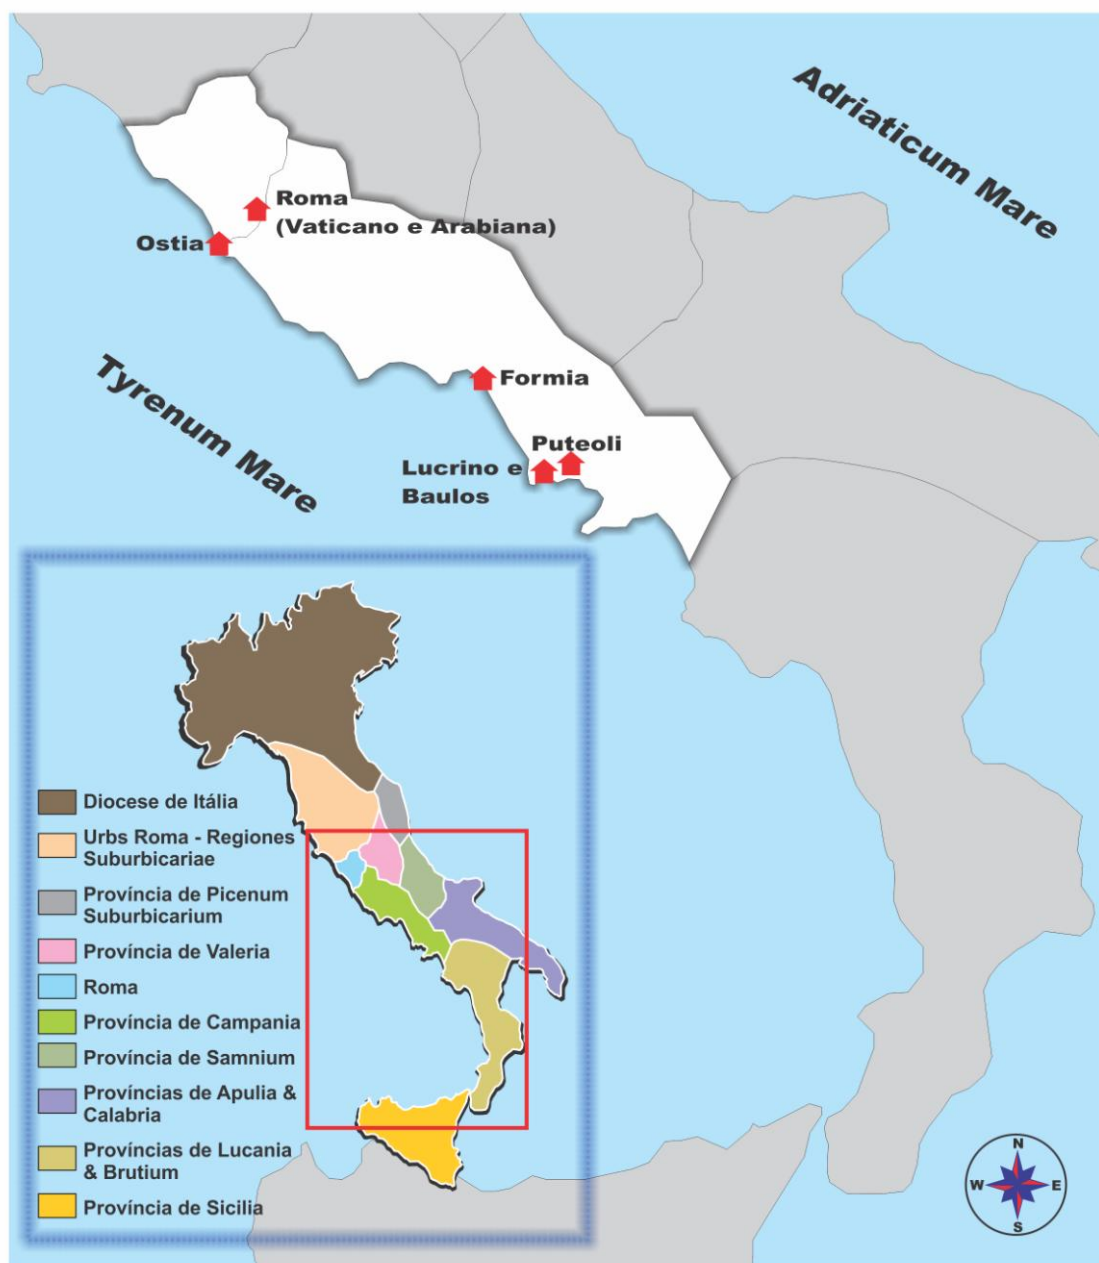 Adriaticum Mare
Roma
(Vaticano e Arabiana)
Ostia
Tyrenum Mare
Formia
Puteoli
Lucrino e
Baulos
Diocese de Itália
Urbs Roma - Regiones
Suburbicariae
Província de Picenum
Suburbicarium
Província de Valeria
Roma
Província de Campania
Província de Samnium
Províncias de Apulia &
Calabria
Províncias de Lucania
& Brutium
Província de Sicilia
N
W E
S